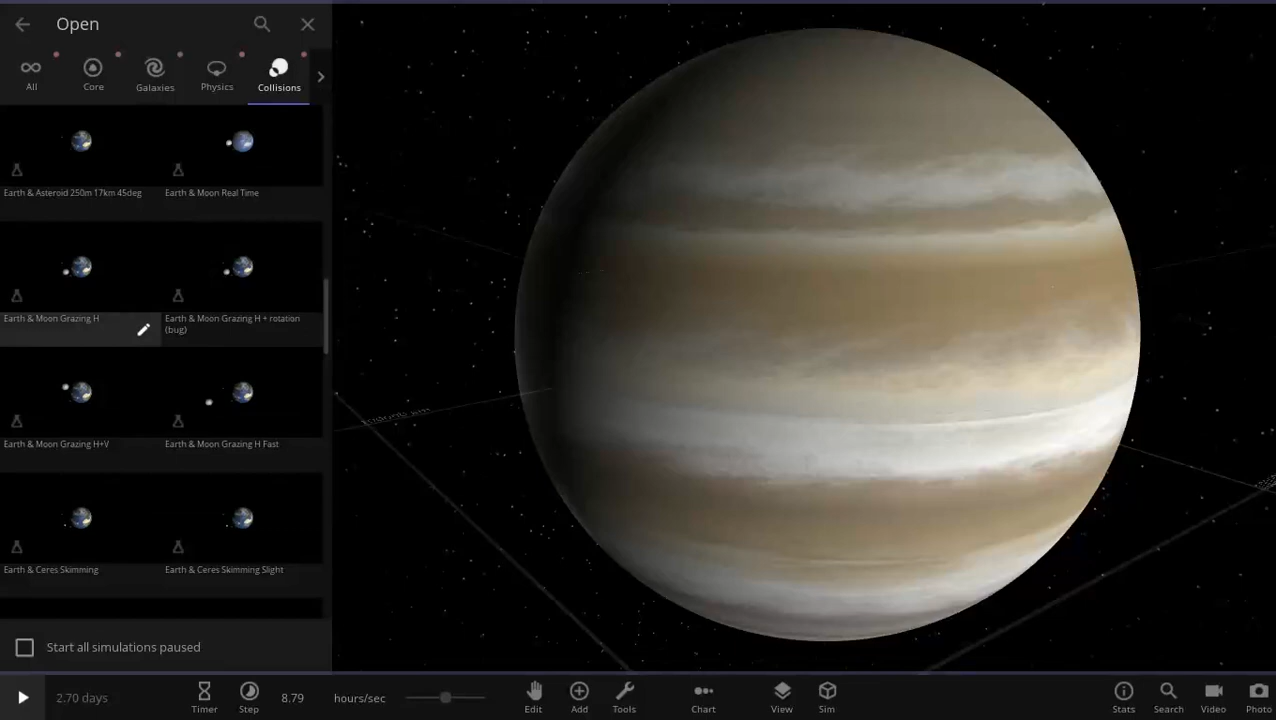 Open
All
Core
Galaxies
Physics
Collisions
Earth & Asteroid 250m 17km 45deg
Earth & Moon Real Time
Earth & Moon Grazing H
Earth & Moon Grazing H + rotation
(bug)
Earth & Moon Grazing H+V
Earth & Moon Grazing H Fast
Earth & Ceres Skimming
Earth & Ceres Skimming Slight
Start all simulations paused
2.70 days
Timer
Step
8.79
hours/sec
Edit
Add
Tools
Chart
View
Sim
Stats
Search
Video
Photo